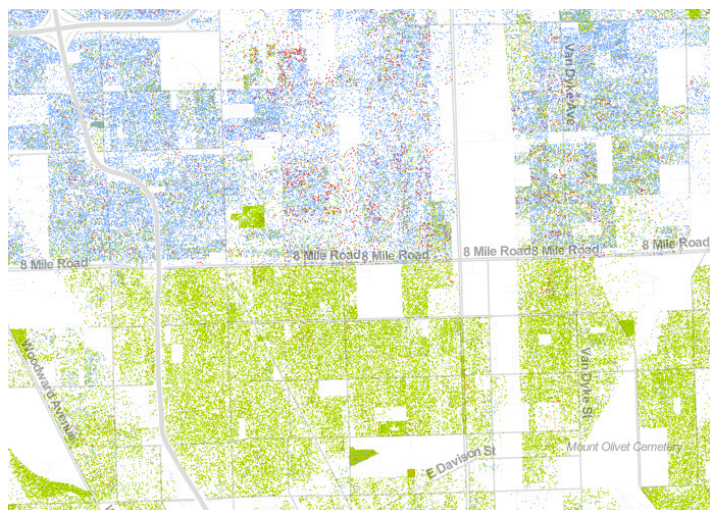 Van Dyke Ave
8 Mile Road
8 Mile Road
8 Mile Road
8 Mile Road
8 Mile Road
8 Mile Road
Woodward Avenue
Van Dyke St
Mount Olivet Cemetery
E Davison St